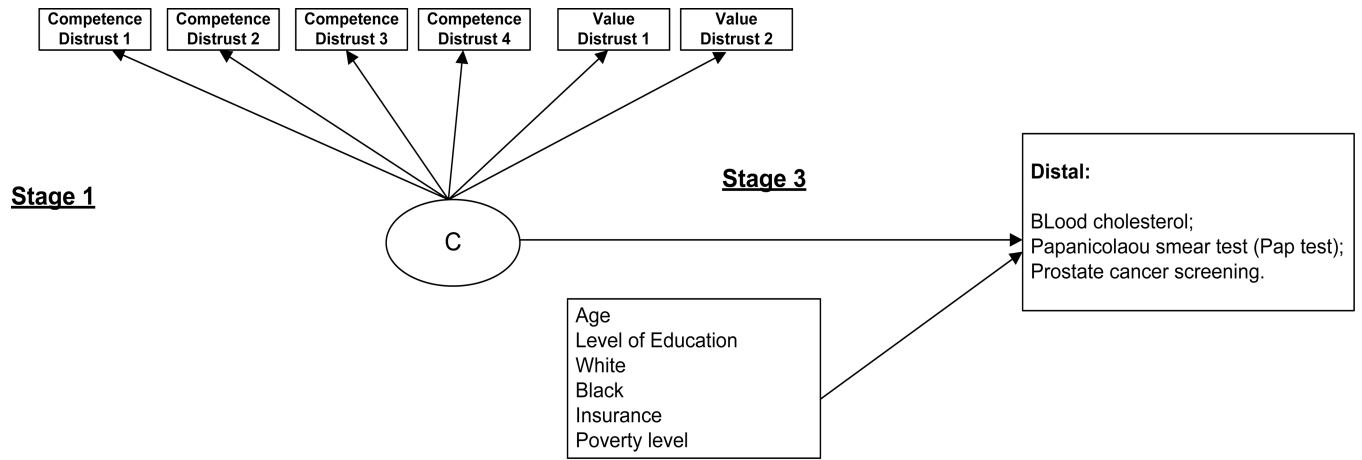 Competence
Distrust 1
Competence
Distrust 2
Competence
Distrust 3
Competence
Distrust 4
Value
Distrust 1
Value
Distrust 2
Stage 1
Stage 3
C
Distal:
BLood cholesterol;
Papanicolaou smear test (Pap test);
Prostate cancer screening.
Age
Level of Education
White
Black
Insurance
Poverty level